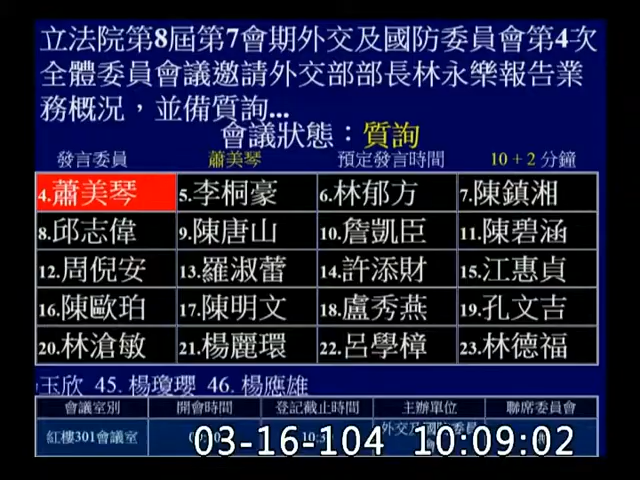 立法院第8屆第7會期外交及國防委員會第4次
全體委員會議邀請外交部部長林永樂報告業
務概況，並備質詢...
會議狀態：質詢
發言委員 蕭美琴 預定發言時間 10+2 分鐘
4.蕭美琴 5.李桐豪 6.林郁方 7.陳鎮湘
8.邱志偉 9.陳唐山 10.詹凱臣 11.陳碧涵
12.周倪安 13.羅淑蕾 14.許添財 15.江惠貞
16.陳歐珀 17.陳明文 18.盧秀燕 19.孔文吉
20.林滄敏 21.楊麗環 22.呂學樟 23.林德福
玉欣 45. 楊瓊瓔 46. 楊應雄
會議室別 開會時間 登記截止時間 主辦單位 聯席委員會
紅樓301會議室 外交及國防委員
03-16-104 10:09:02